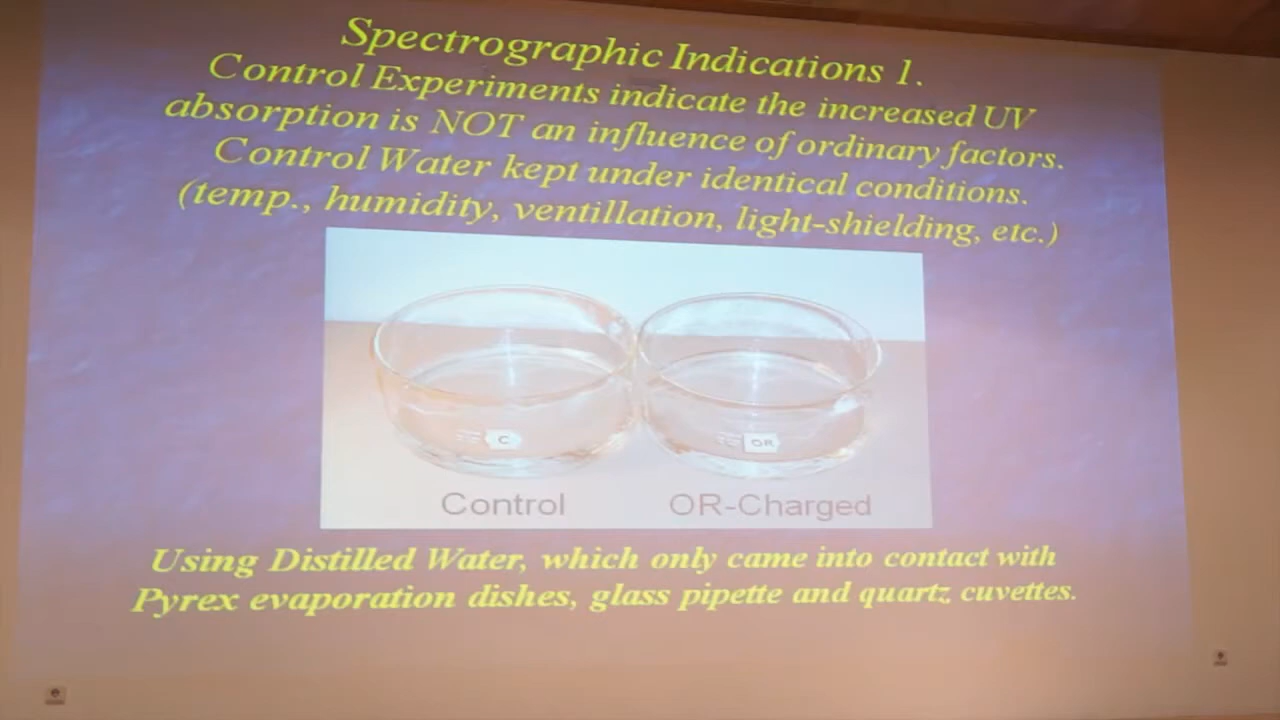 Spectrographic Indications 1.
Control Experiments indicate the increased UV
absorption is NOT an influence of ordinary factors.
Control Water kept under identical conditions.
(temp., humidity, ventillation, light-shielding, etc.)
C
OR
Control
OR-Charged
Using Distilled Water, which only came into contact with
Pyrex evaporation dishes, glass pipette and quartz cuvettes.